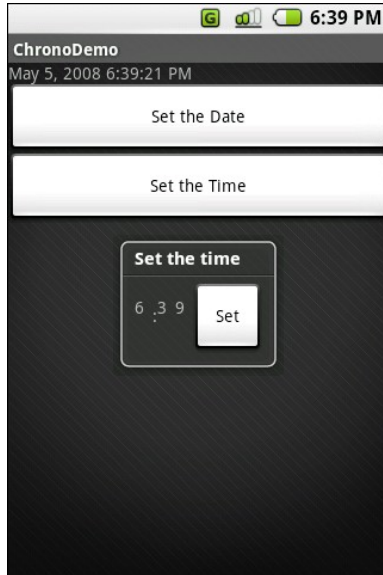 G 6:39 PM
ChronoDemo
May 5, 2008 6:39:21 PM
Set the Date
Set the Time
Set the time
6 : 3 9 Set